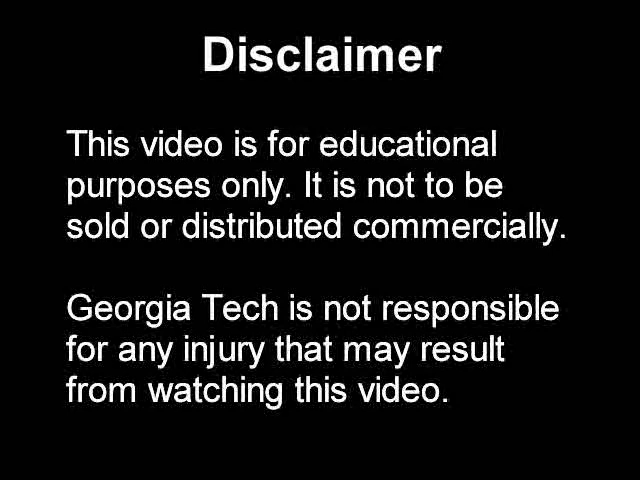 Disclaimer
This video is for educational
purposes only. It is not to be
sold or distributed commercially.
Georgia Tech is not responsible
for any injury that may result
from watching this video.